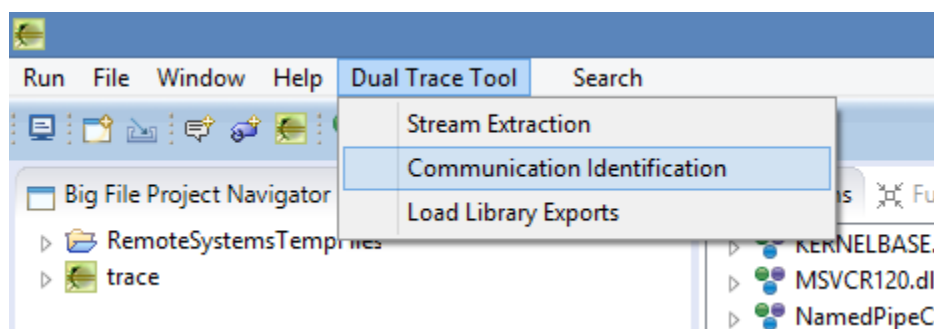 Run File Window Help Dual Trace Tool Search
Stream Extraction
Communication Identification
Load Library Exports
Big File Project Navigator
RemoteSystemsTempFiles
trace
KERNELBASE.
MSVCR120.dl
NamedPipeC